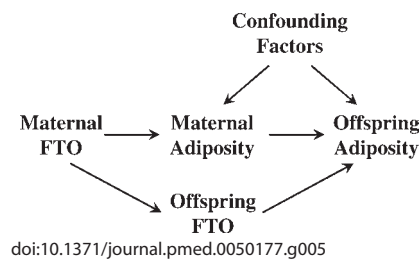 Confounding
Factors
Maternal
FTO
Maternal
Adiposity
Offspring
Adiposity
Offspring
FTO
doi:10.1371/journal.pmed.0050177.g005